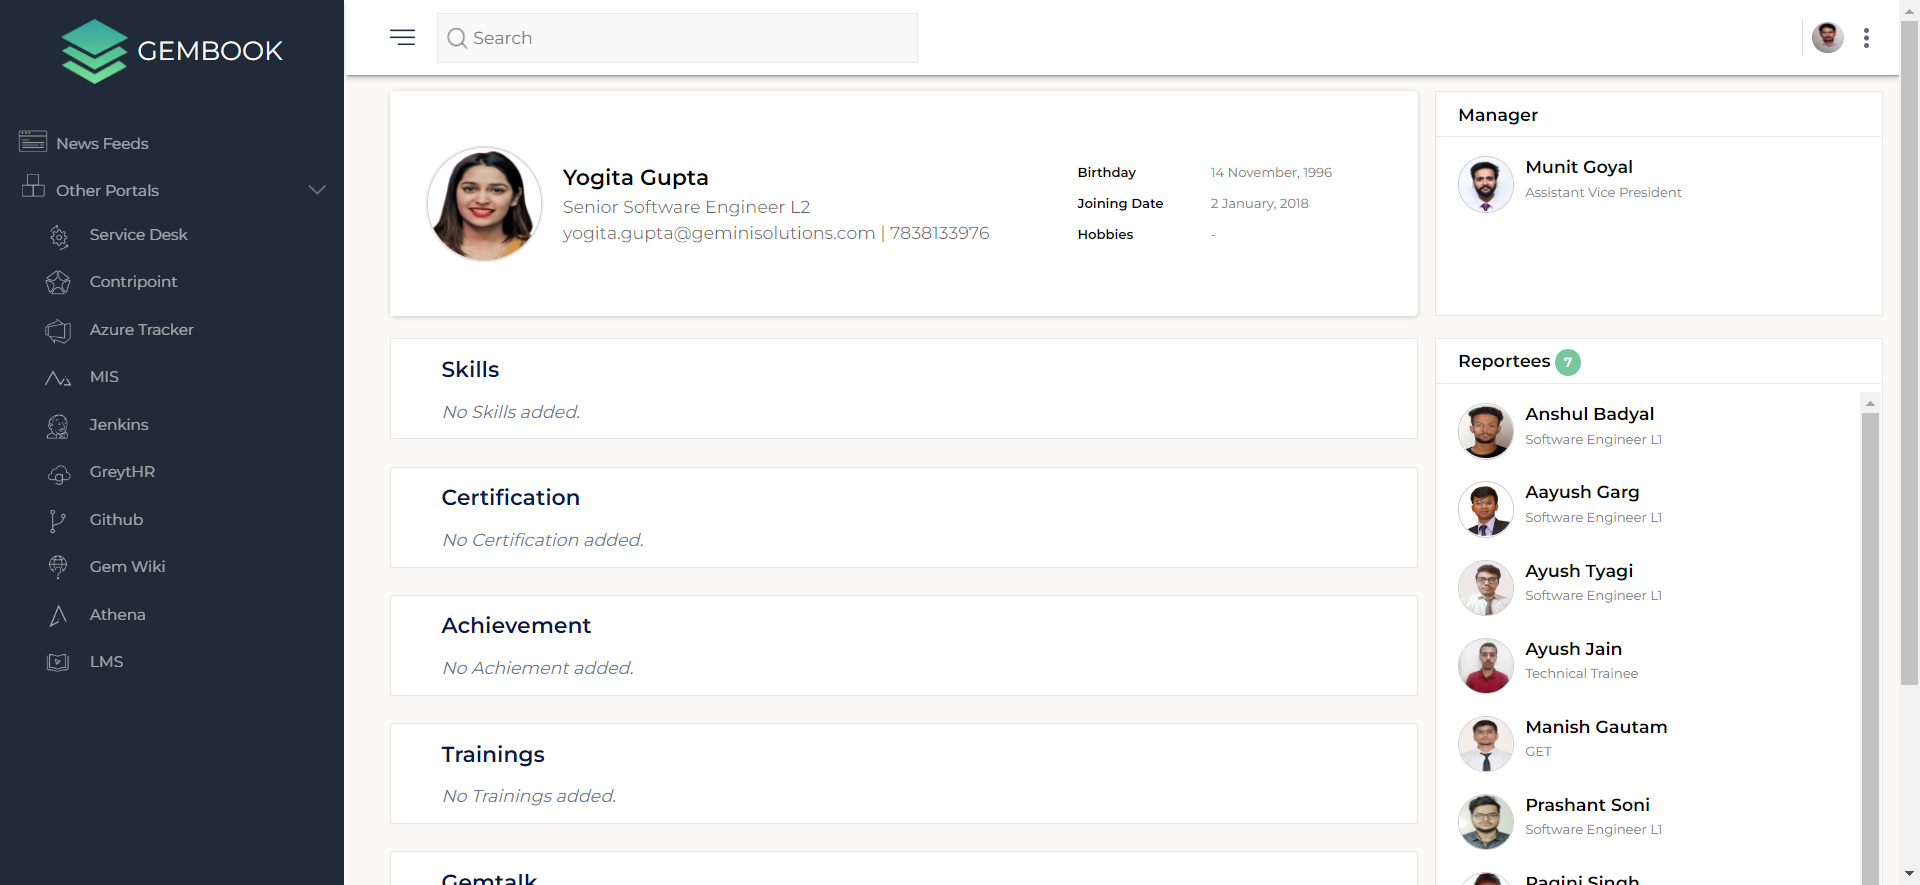 GEMBOOK
News Feeds
Other Portals
Service Desk
Contripoint
Azure Tracker
MIS
Jenkins
GreytHR
Github
Gem Wiki
Athena
LMS
Search
Yogita Gupta
Senior Software Engineer L2
yogita.gupta@geminisolutions.com | 7838133976
Birthday 14 November, 1996
Joining Date 2 January, 2018
Hobbies -
Skills
No Skills added.
Certification
No Certification added.
Achievement
No Achiement added.
Trainings
No Trainings added.
Gemtalk
Manager
Munit Goyal
Assistant Vice President
Reportees 7
Anshul Badyal
Software Engineer L1
Aayush Garg
Software Engineer L1
Ayush Tyagi
Software Engineer L1
Ayush Jain
Technical Trainee
Manish Gautam
GET
Prashant Soni
Software Engineer L1
Ragini Singh